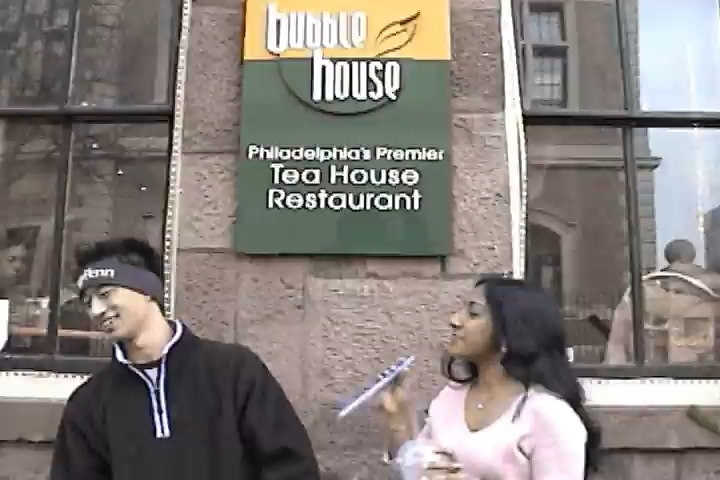 bubble
house
Philadelphia's Premier
Tea House
Restaurant
Penn